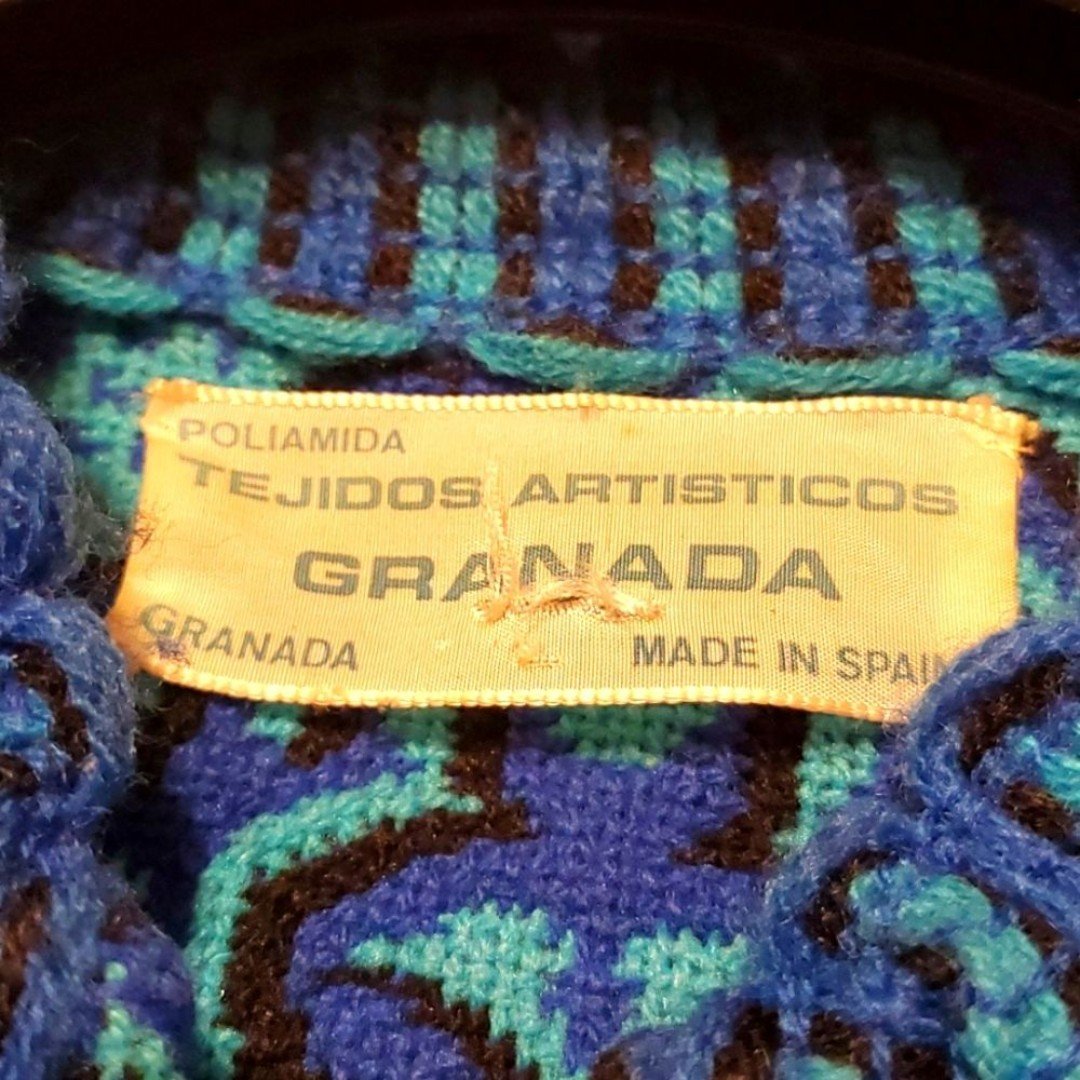 POLIAMIDA
TEJIDOS ARTISTICOS
GRANADA
GRANADA MADE IN SPAIN